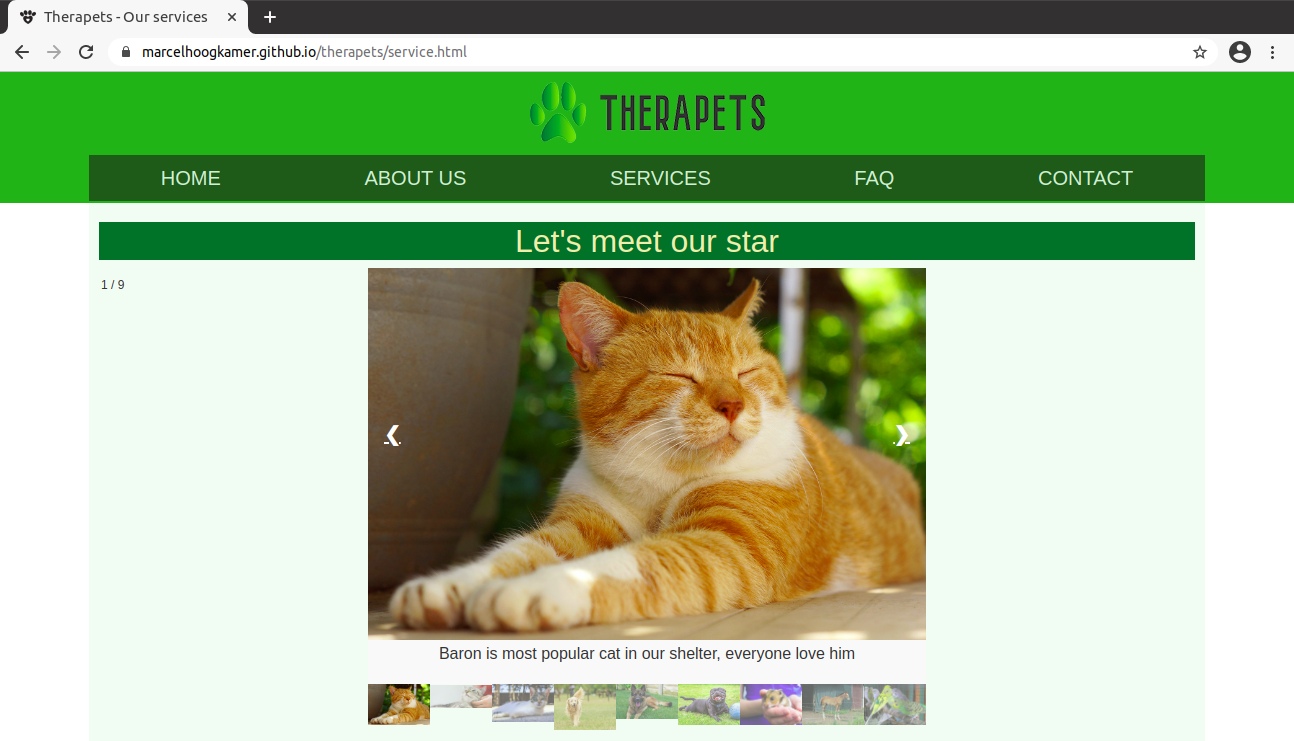 Therapets - Our services
marcelhoogkamer.github.io/therapets/service.html
THERAPETS
HOME ABOUT US SERVICES FAQ CONTACT
Let's meet our star
1 / 9
Baron is most popular cat in our shelter, everyone love him